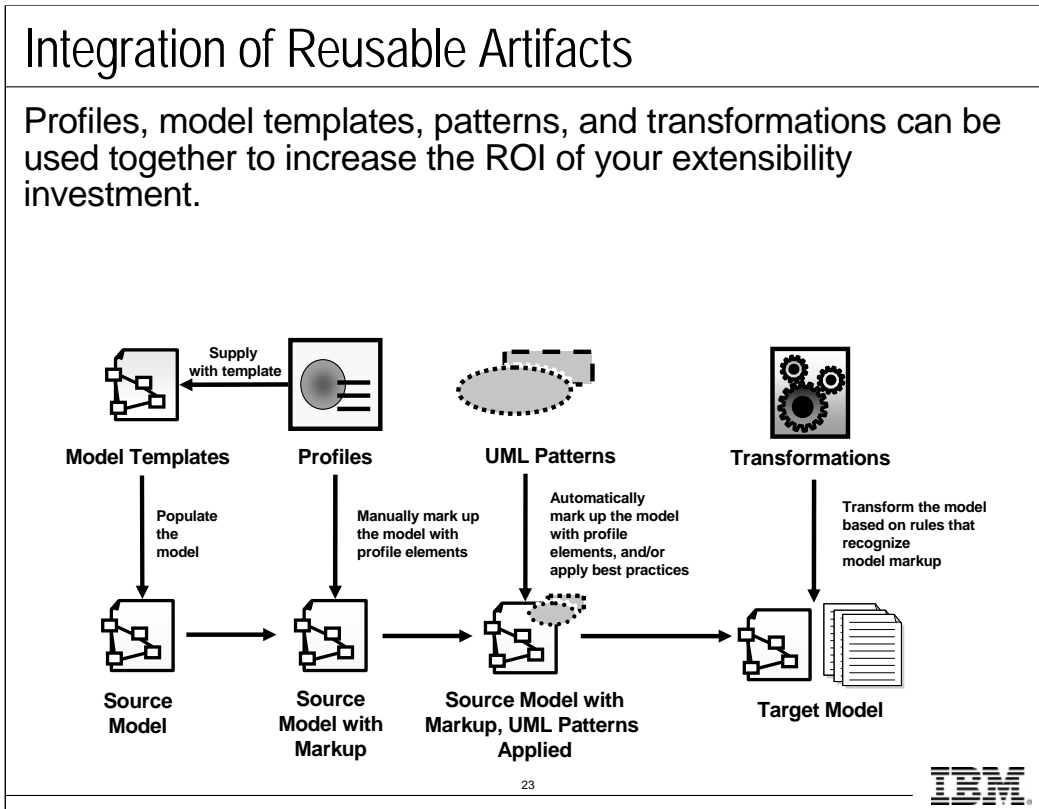 Integration of Reusable Artifacts
Profiles, model templates, patterns, and transformations can be
used together to increase the ROI of your extensibility
investment.
Supply
with template
Model Templates
Profiles
UML Patterns
Transformations
Populate
the
model
Manually mark up
the model with
profile elements
Automatically
mark up the model
with profile
elements, and/or
apply best practices
Transform the model
based on rules that
recognize
model markup
Source
Model
Source
Model with
Markup
Source Model with
Markup, UML Patterns
Applied
Target Model
23
IBM.